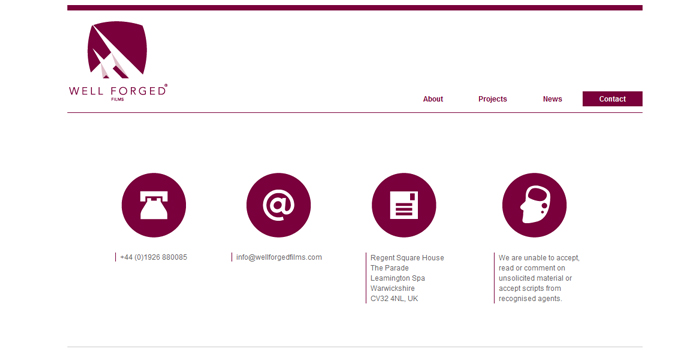 WELL FORGED®
FILMS
About Projects News Contact
+44 (0)1926 880085
info@wellforgedfilms.com
Regent Square House
The Parade
Leamington Spa
Warwickshire
CV32 4NL, UK
We are unable to accept,
read or comment on
unsolicited material or
accept scripts from
recognised agents.